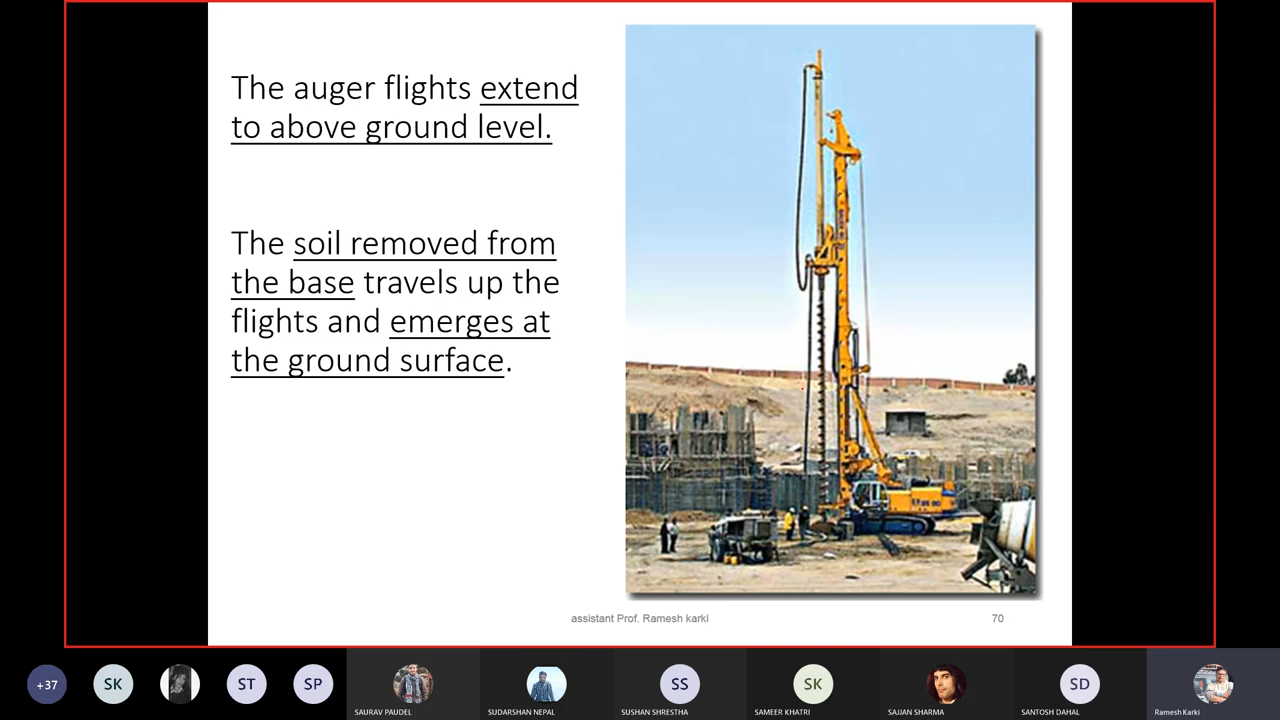 The auger flights extend
to above ground level.
The soil removed from
the base travels up the
flights and emerges at
the ground surface.
assistant Prof. Ramesh karki
70
+37
SK
ST
SP
SS
SK
SD
SAURAV PAUDEL
SUDARSHAN NEPAL
SUSHAN SHRESTHA
SAMEER KHATRI
SAJJAN SHARMA
SANTOSH DAHAL
Ramesh Karki